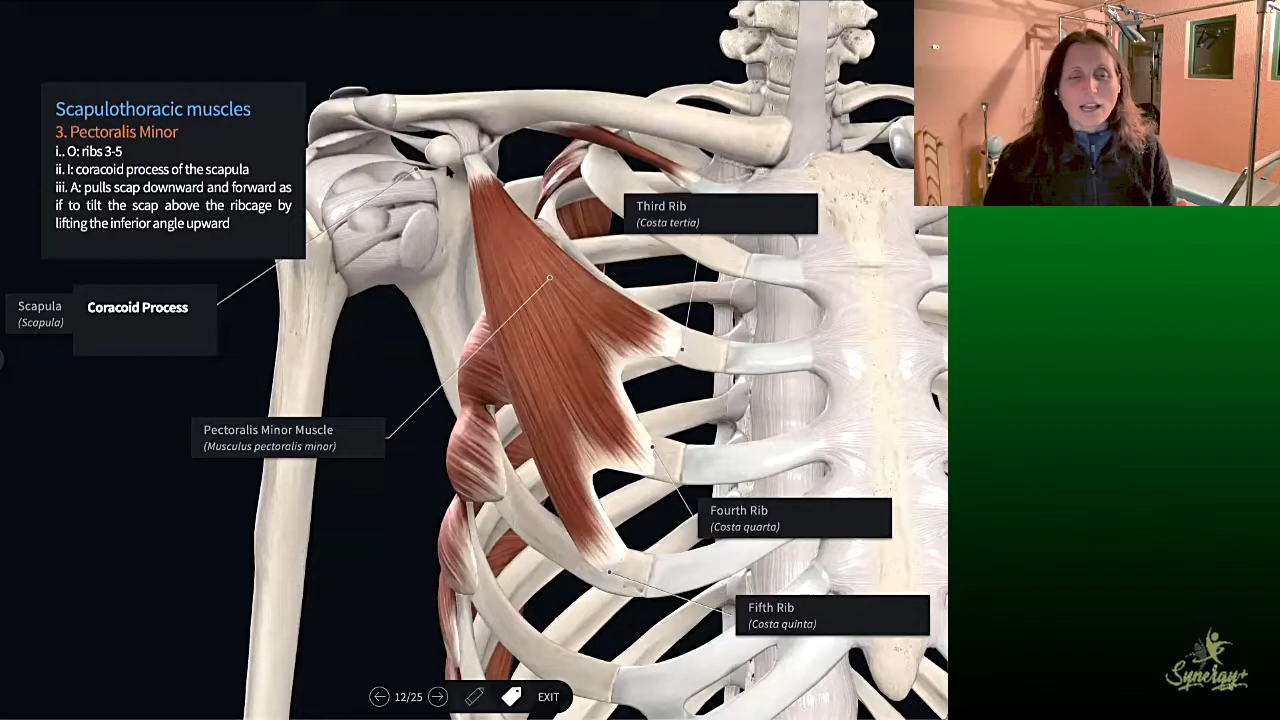 Scapulothoracic muscles
3. Pectoralis Minor
i.. O: ribs 3-5
ii. I: coracoid process of the scapula
iii. A: pulls scap downward and forward as
if to tilt the scap above the ribcage by
lifting the inferior angle upward
Third Rib
(Costa tertia)
Scapula
(Scapula)
Coracoid Process
Pectoralis Minor Muscle
(Musculus pectoralis minor)
Fourth Rib
(Costa quarta)
Fifth Rib
(Costa quinta)
12/25
EXIT
Synergy+